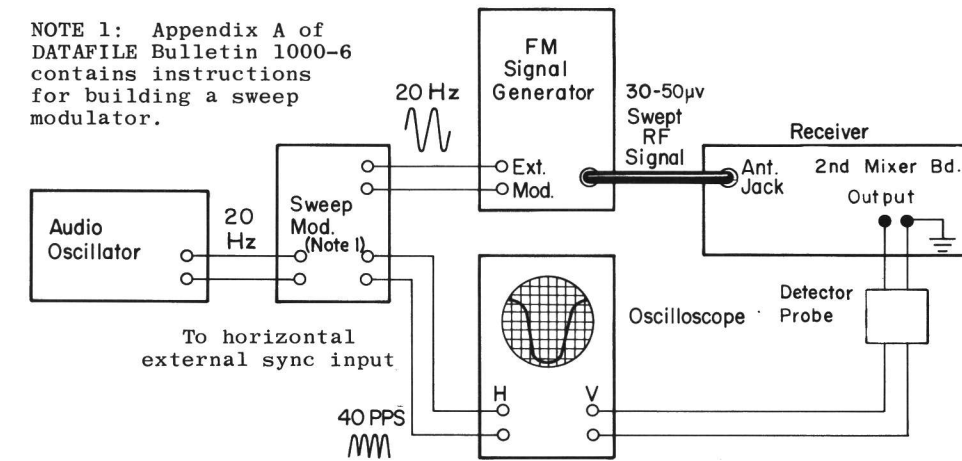 NOTE 1: Appendix A of
DATAFILE Bulletin 1000-6
contains instructions
for building a sweep
modulator.
20 Hz
FM
Signal
Generator
Ext.
Mod.
30-50μv
Swept
RF
Signal
Receiver
Ant.
Jack
2nd Mixer Bd.
Output
Audio
Oscillator
20
Hz
Sweep
Mod.
(Note 1)
To horizontal
external sync input
40 PPS
H
V
Oscilloscope
Detector
Probe